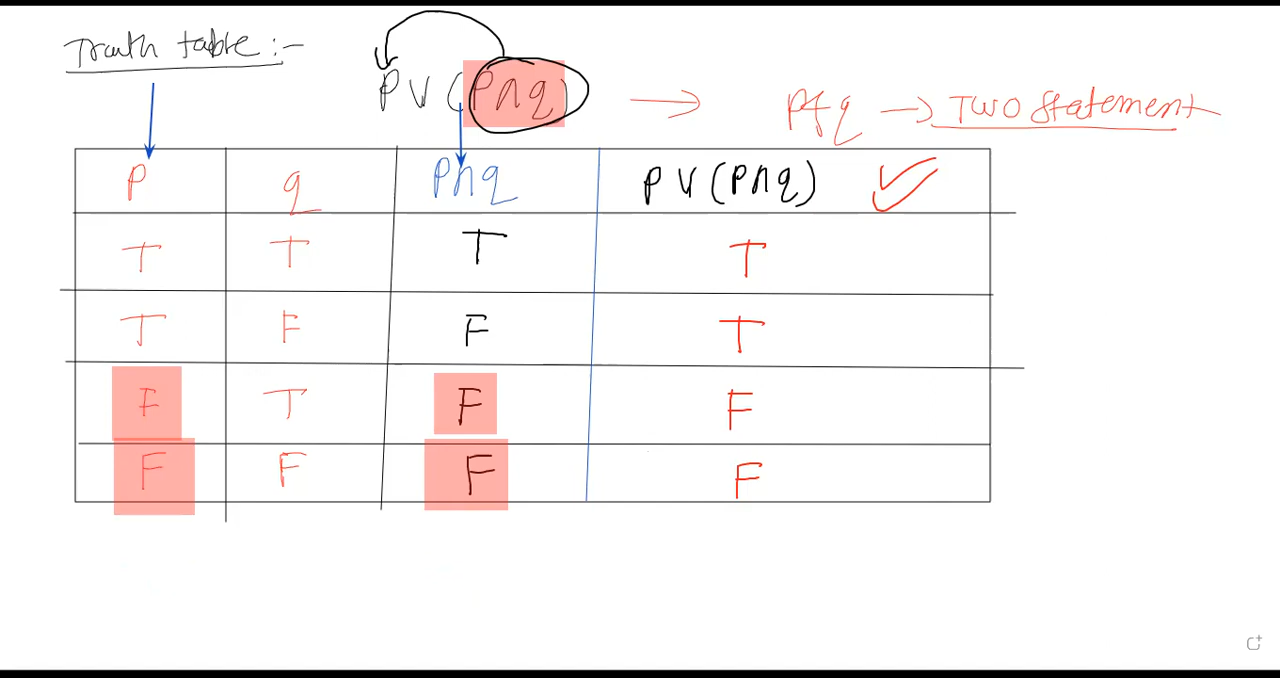 Truth table :-
p ∨ (p∧q) → p & q → Two statement
p q p∧q p ∨ (p∧q) ✓
T T T T
T F F T
F T F F
F F F F